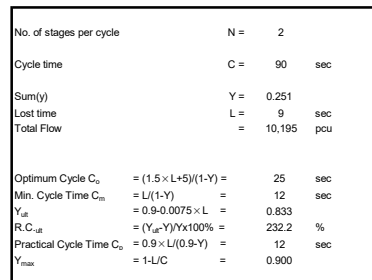 No. of stages per cycle N = 2
Cycle time C = 90 sec
Sum(y) Y = 0.251
Lost time L = 9 sec
Total Flow = 10,195 pcu
Optimum Cycle Cₒ = (1.5×L+5)/(1-Y) = 25 sec
Min. Cycle Time Cₘ = L/(1-Y) = 12 sec
Yᵤₗₜ = 0.9-0.0075×L = 0.833
R.C.ᵤₗₜ = (Yᵤₗₜ-Y)/Yx100% = 232.2 %
Practical Cycle Time Cₚ = 0.9×L/(0.9-Y) = 12 sec
Yₘₐₓ = 1-L/C = 0.900